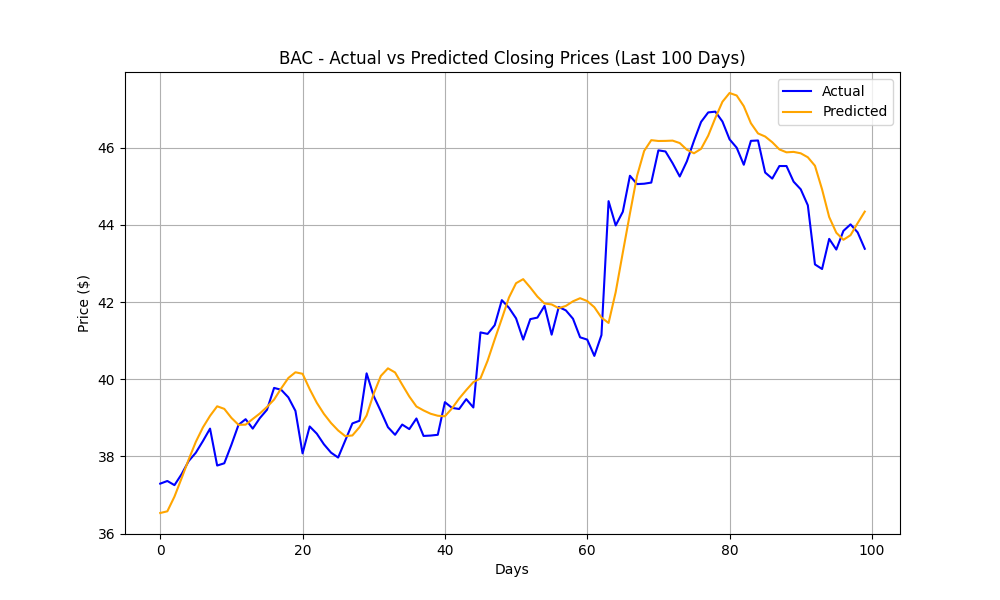 BAC - Actual vs Predicted Closing Prices (Last 100 Days)
Actual
Predicted
Price ($)
46
44
42
40
38
36
0 20 40 60 80 100
Days